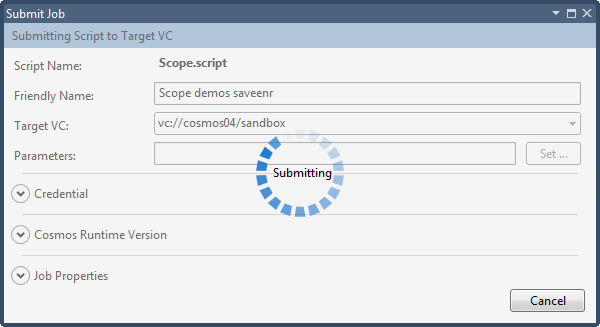 Submit Job
Submitting Script to Target VC
Script Name: Scope.script
Friendly Name: Scope demos saveenr
Target VC: vc://cosmos04/sandbox
Parameters: Set ...
Submitting
Credential
Cosmos Runtime Version
Job Properties
Cancel